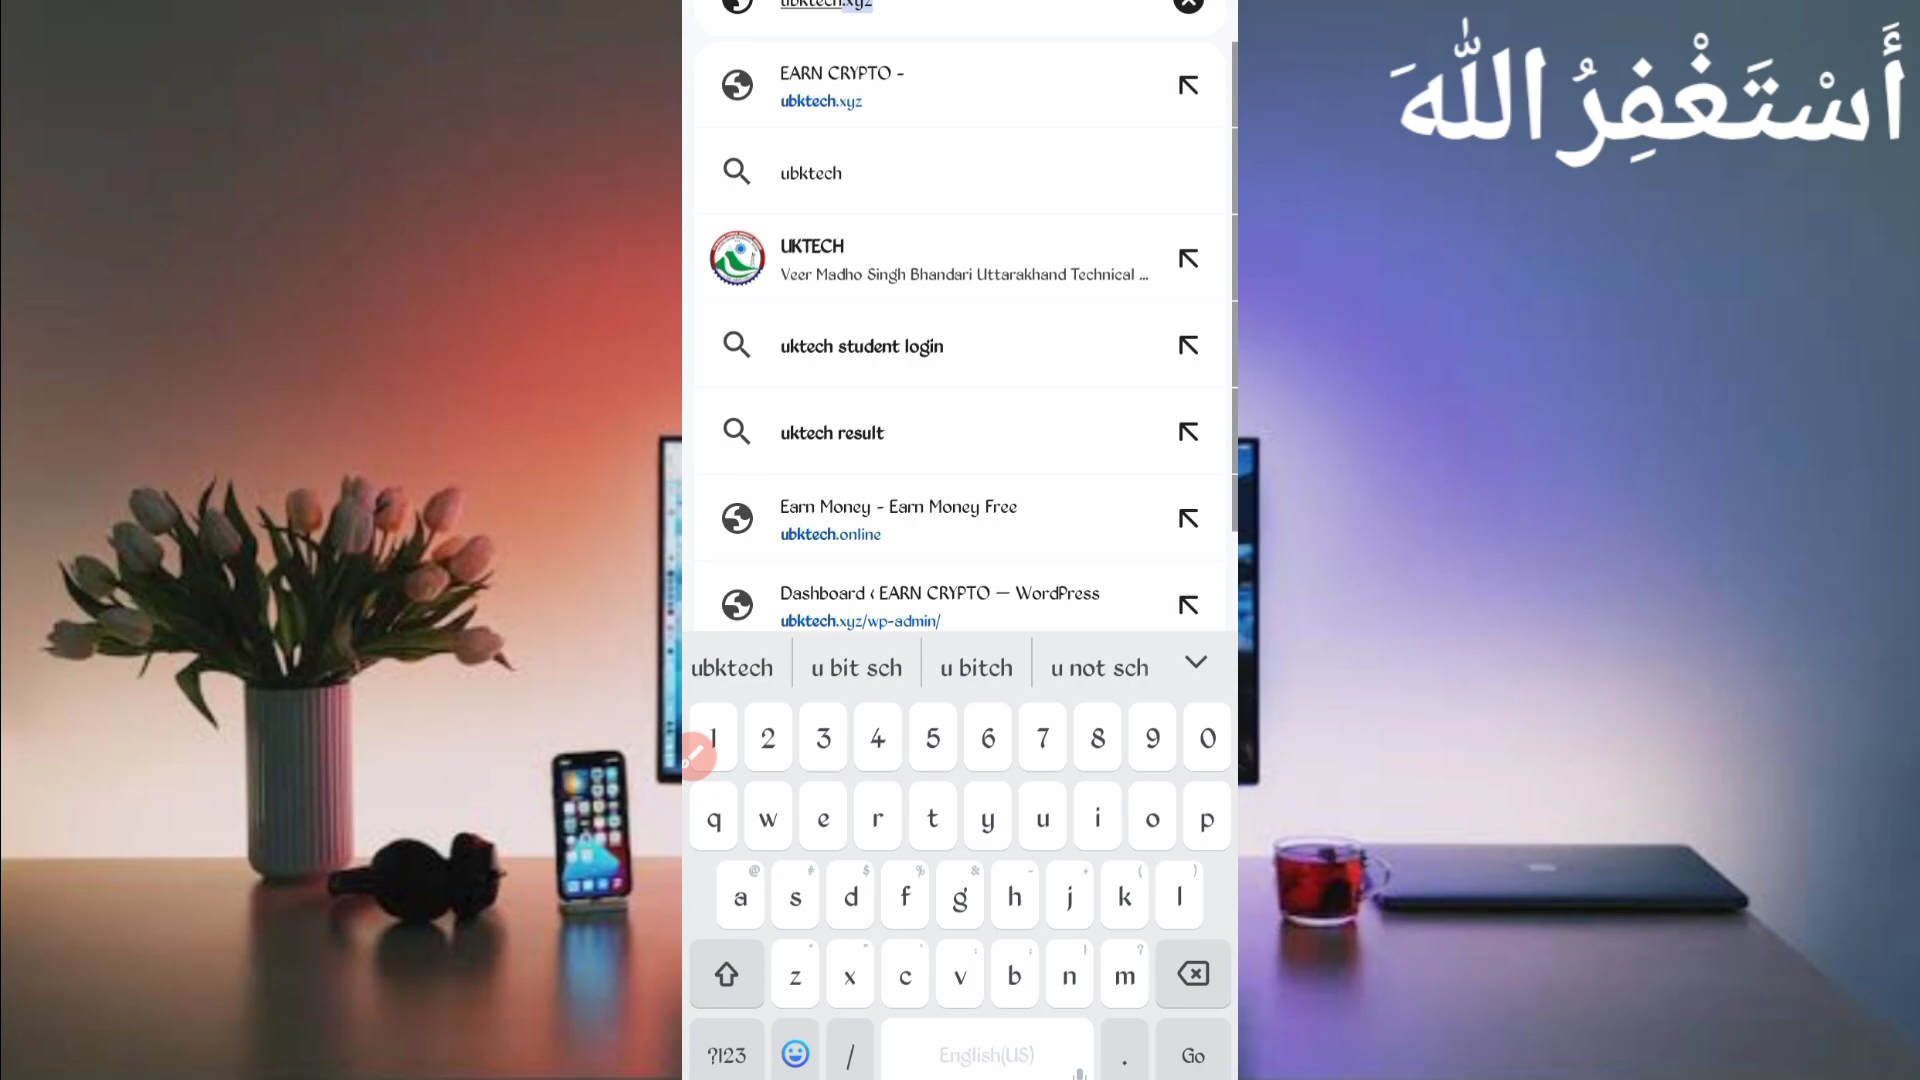 ubktech.xyz
EARN CRYPTO -
ubktech.xyz
ubktech
UKTECH
Veer Madho Singh Bhandari Uttarakhand Technical ...
uktech student login
uktech result
Earn Money - Earn Money Free
ubktech.online
Dashboard ‹ EARN CRYPTO — WordPress
ubktech.xyz/wp-admin/
ubktech u bit sch u bitch u not sch
1 2 3 4 5 6 7 8 9 0
q w e r t y u i o p
@ # $ % & - + ( )
a s d f g h j k l
z x c v b n m
?123 / English(US) . Go
أَسْتَغْفِرُ اللّٰهَ